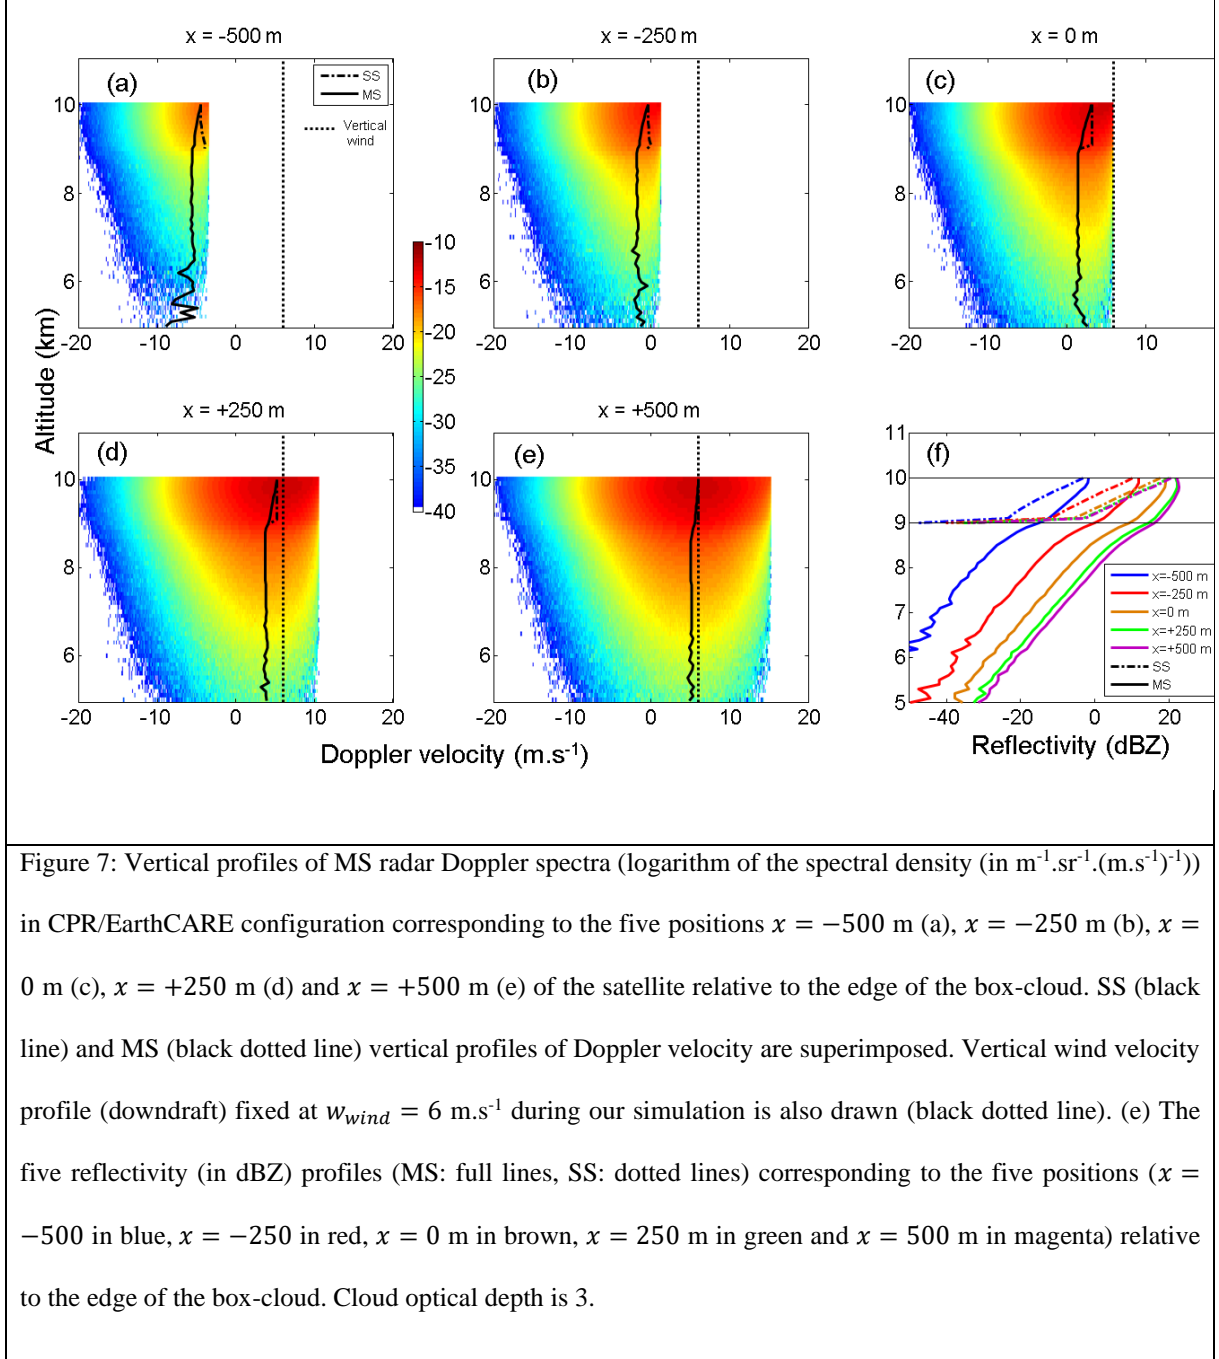 x = -500 m
x = -250 m
x = 0 m
(a)
SS
MS
Vertical
wind
(b)
(c)
10
8
6
-20
-10
0
10
20
10
8
6
-20
-10
0
10
20
10
8
6
-20
-10
0
10
-10
-15
-20
-25
-30
-35
-40
Altitude (km)
x = +250 m
x = +500 m
(d)
(e)
(f)
10
8
6
-20
-10
0
10
20
10
8
6
-20
-10
0
10
20
11
10
9
8
7
6
5
-40
-20
0
20
x=-500 m
x=-250 m
x=0 m
x=+250 m
x=+500 m
SS
MS
Doppler velocity (m.s-1)
Reflectivity (dBZ)
Figure 7: Vertical profiles of MS radar Doppler spectra (logarithm of the spectral density (in m-1.sr-1.(m.s-1)-1))
in CPR/EarthCARE configuration corresponding to the five positions x = −500 m (a), x = −250 m (b), x =
0 m (c), x = +250 m (d) and x = +500 m (e) of the satellite relative to the edge of the box-cloud. SS (black
line) and MS (black dotted line) vertical profiles of Doppler velocity are superimposed. Vertical wind velocity
profile (downdraft) fixed at wwind = 6 m.s-1 during our simulation is also drawn (black dotted line). (e) The
five reflectivity (in dBZ) profiles (MS: full lines, SS: dotted lines) corresponding to the five positions (x =
−500 in blue, x = −250 in red, x = 0 m in brown, x = 250 m in green and x = 500 m in magenta) relative
to the edge of the box-cloud. Cloud optical depth is 3.